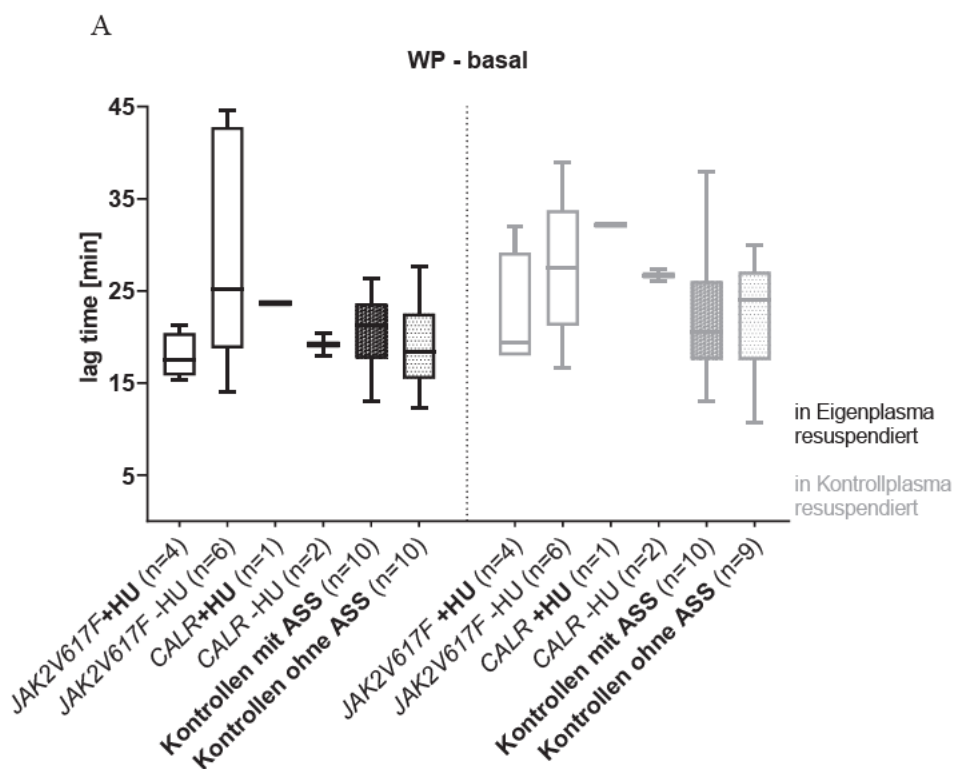 A
WP - basal
lag time [min]
45
35
25
15
5
in Eigenplasma
resuspendiert
in Kontrollplasma
resuspendiert
JAK2V617F+HU (n=4)
JAK2V617F -HU (n=6)
CALR+HU (n=1)
CALR -HU (n=2)
Kontrollen mit ASS (n=10)
Kontrollen ohne ASS (n=10)
JAK2V617F +HU (n=4)
JAK2V617F -HU (n=6)
CALR +HU (n=1)
CALR -HU (n=2)
Kontrollen mit ASS (n=10)
Kontrollen ohne ASS (n=9)